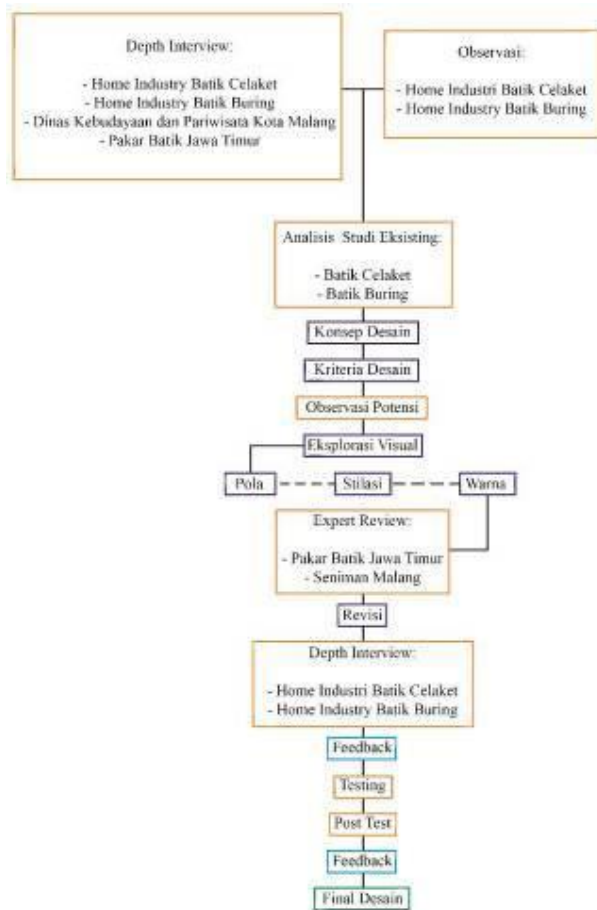 Depth Interview:
- Home Industry Batik Celaket
- Home Industry Batik Buring
- Dinas Kebudayaan dan Pariwisata Kota Malang
- Pakar Batik Jawa Timur
Observasi:
- Home Industri Batik Celaket
- Home Industry Batik Buring
Analisis Studi Eksisting:
- Batik Celaket
- Batik Buring
Konsep Desain
Kriteria Desain
Observasi Potensi
Eksplorasi Visual
Pola
Stilasi
Warna
Expert Review:
- Pakar Batik Jawa Timur
- Seniman Malang
Revisi
Depth Interview:
- Home Industri Batik Celaket
- Home Industry Batik Buring
Feedback
Testing
Post Test
Feedback
Final Desain